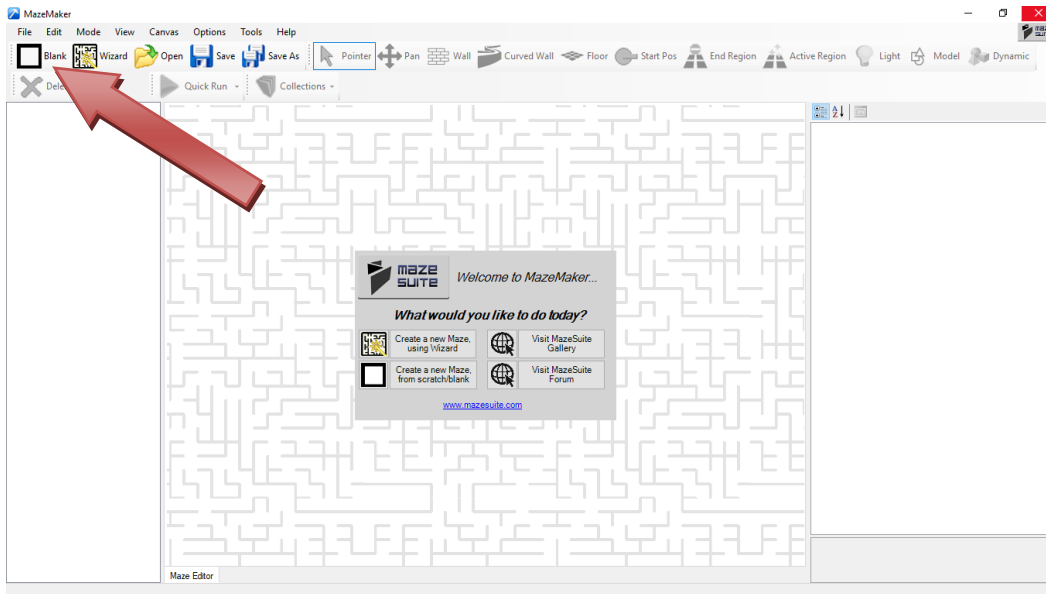 MazeMaker
File Edit Mode View Canvas Options Tools Help
Blank Wizard Open Save Save As Pointer Pan Wall Curved Wall Floor Start Pos End Region Active Region Light Model Dynamic
Quick Run Collections
maze
suite
Welcome to MazeMaker...
What would you like to do today?
Create a new Maze,
using Wizard
Visit MazeSuite
Gallery
Create a new Maze,
from scratch/blank
Visit MazeSuite
Forum
www.mazesuite.com
Maze Editor